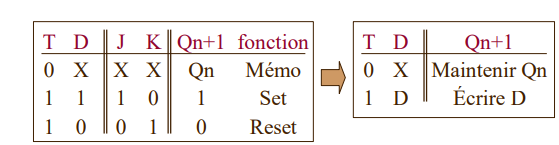 T D J K Qn+1 fonction
0 X X X Qn Mémo
1 1 1 0 1 Set
1 0 0 1 0 Reset
T D Qn+1
0 X Maintenir Qn
1 D Écrire D